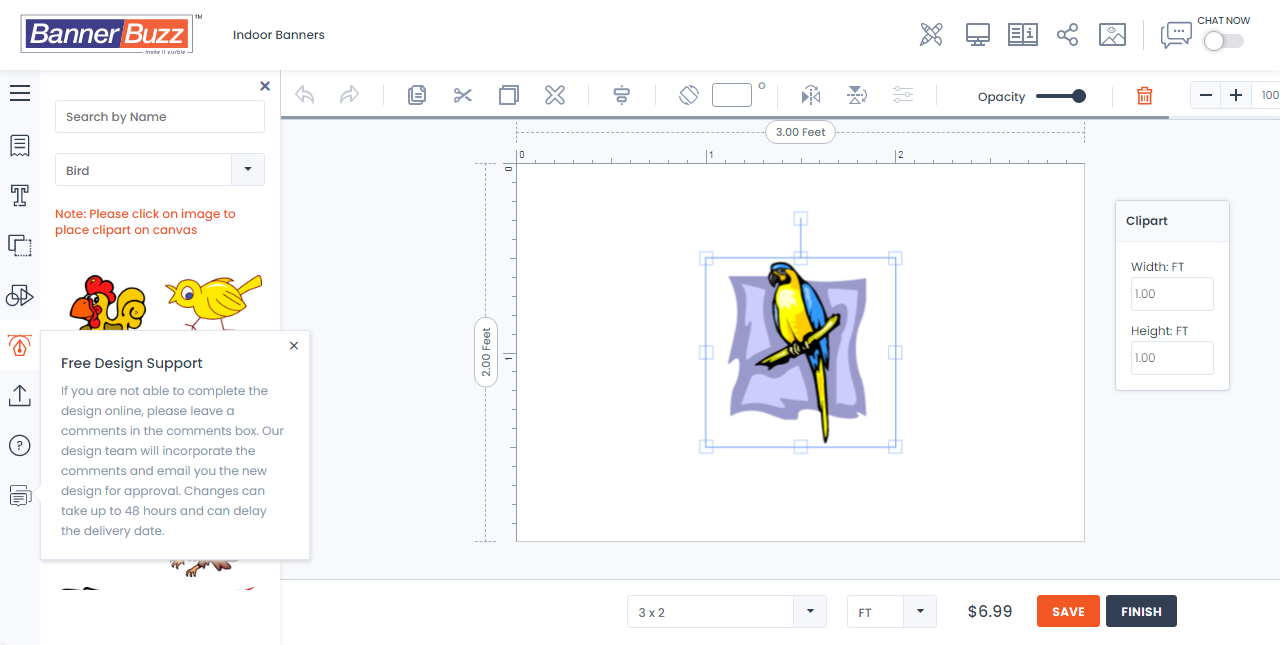 BannerBuzz
TM
make it visible
Indoor Banners
CHAT NOW
Search by Name
Bird
Note: Please click on image to
place clipart on canvas
Opacity
100
3.00 Feet
0
1
2
0
1
2.00 Feet
Clipart
Width: FT
1.00
Height: FT
1.00
Free Design Support
If you are not able to complete the
design online, please leave a
comments in the comments box. Our
design team will incorporate the
comments and email you the new
design for approval. Changes can
take up to 48 hours and can delay
the delivery date.
3 x 2
FT
$6.99
SAVE
FINISH